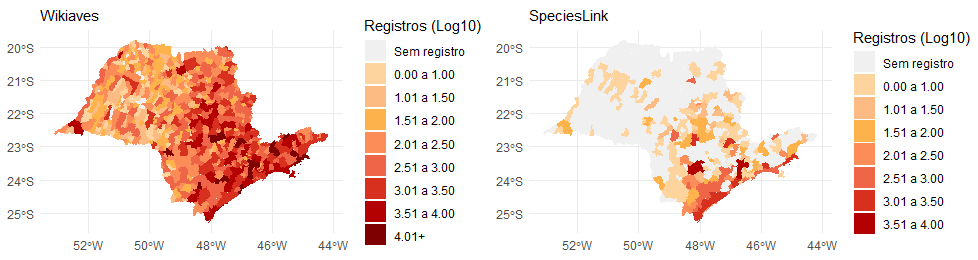 Wikiaves
20°S
21°S
22°S
23°S
24°S
25°S
52°W
50°W
48°W
46°W
44°W
Registros (Log10)
Sem registro
0.00 a 1.00
1.01 a 1.50
1.51 a 2.00
2.01 a 2.50
2.51 a 3.00
3.01 a 3.50
3.51 a 4.00
4.01+
SpeciesLink
20°S
21°S
22°S
23°S
24°S
25°S
52°W
50°W
48°W
46°W
44°W
Registros (Log10)
Sem registro
0.00 a 1.00
1.01 a 1.50
1.51 a 2.00
2.01 a 2.50
2.51 a 3.00
3.01 a 3.50
3.51 a 4.00